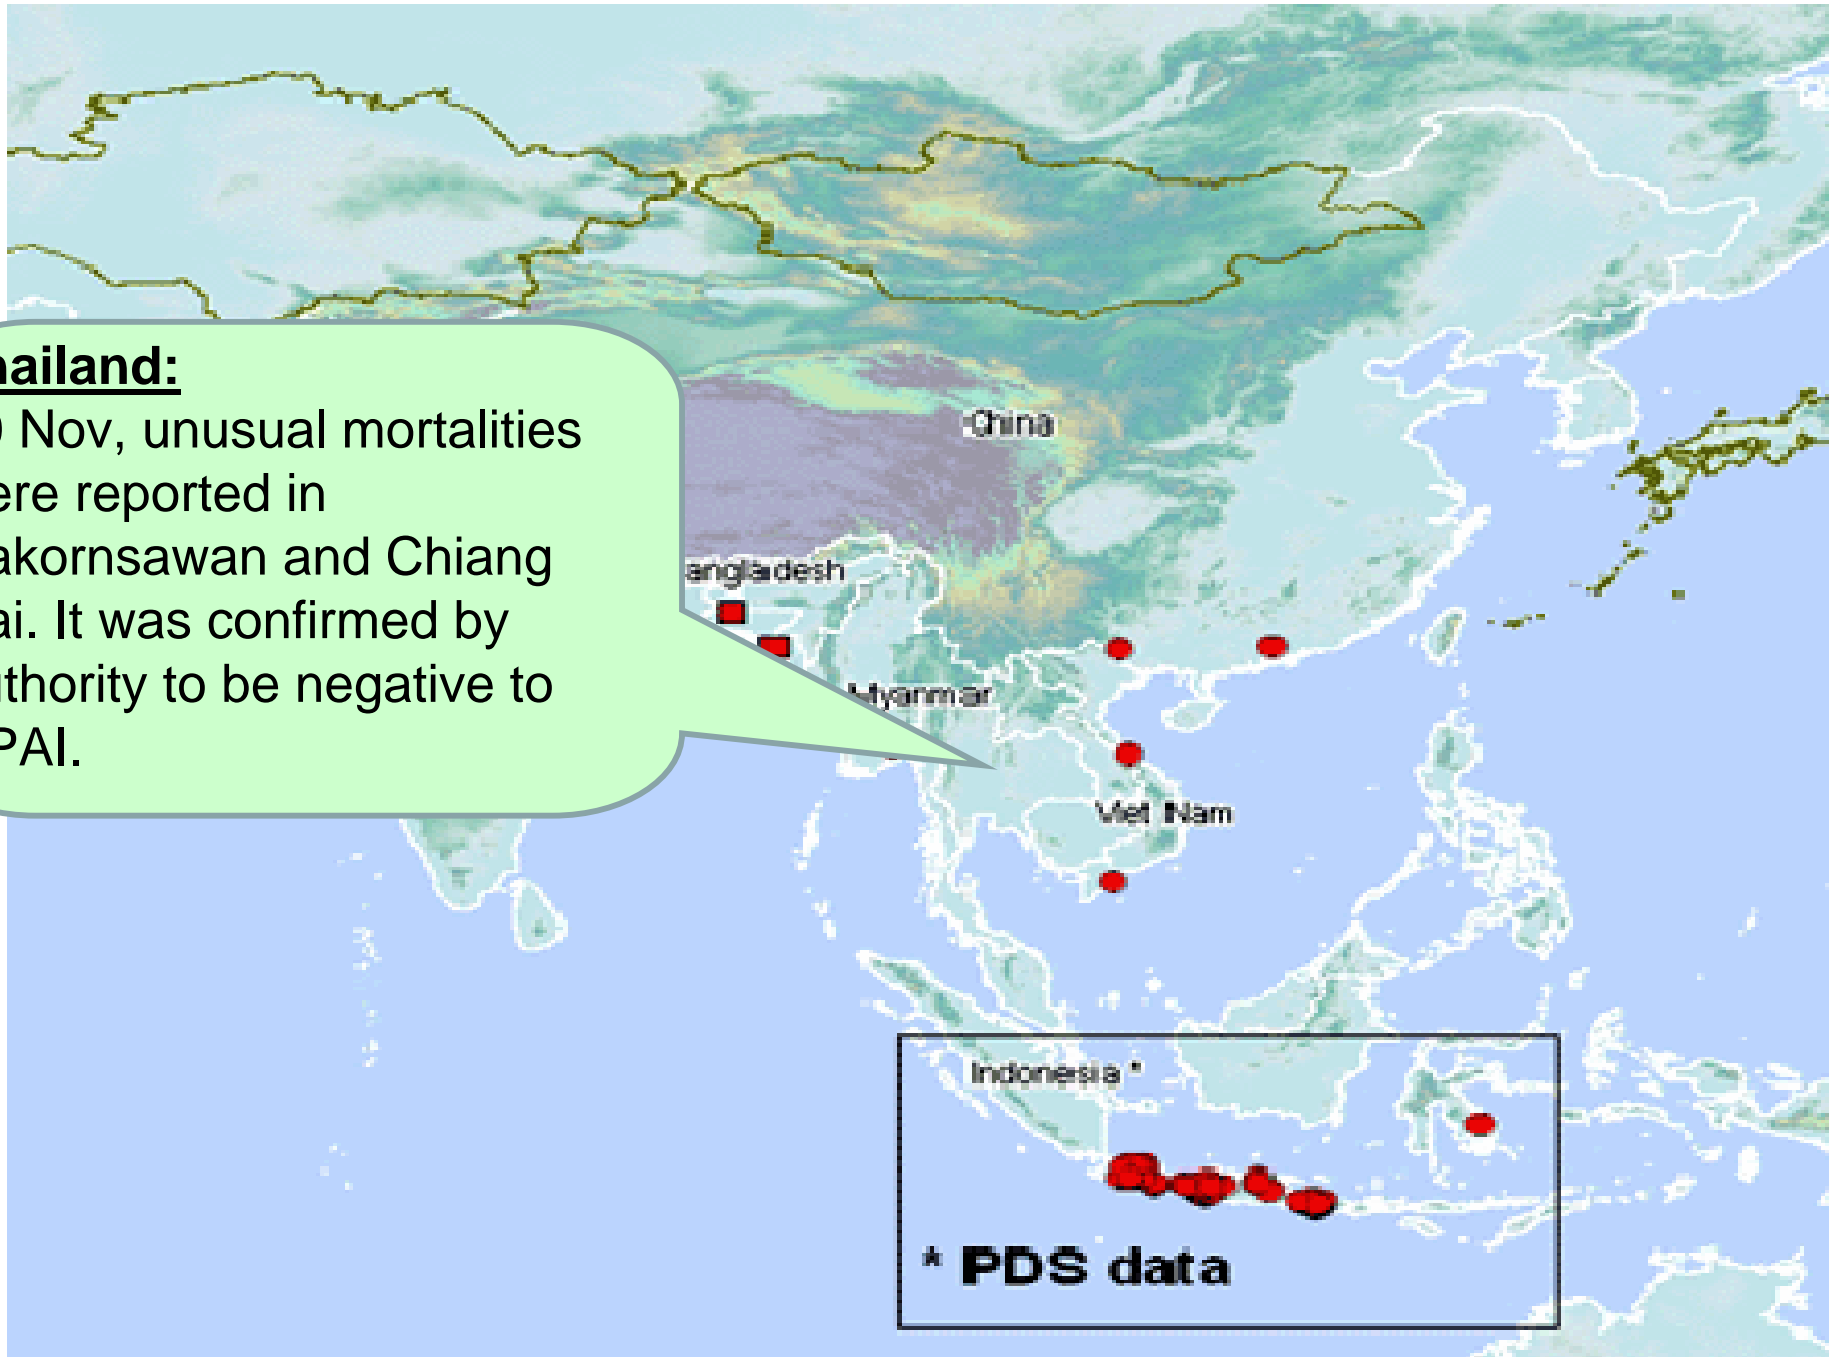 hailand:
Nov, unusual mortalities
ere reported in
akornsawan and Chiang
ai. It was confirmed by
uthority to be negative to
PAI.
China
angladesh
Myanmar
Viet Nam
Indonesia *
* PDS data